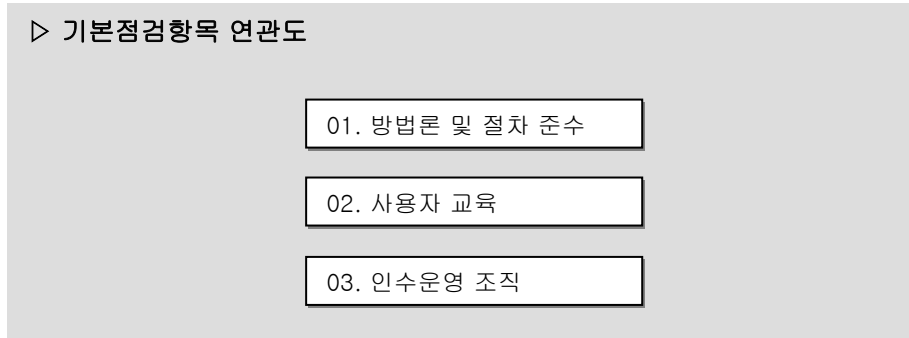 ▷ 기본점검항목 연관도
01. 방법론 및 절차 준수
02. 사용자 교육
03. 인수운영 조직